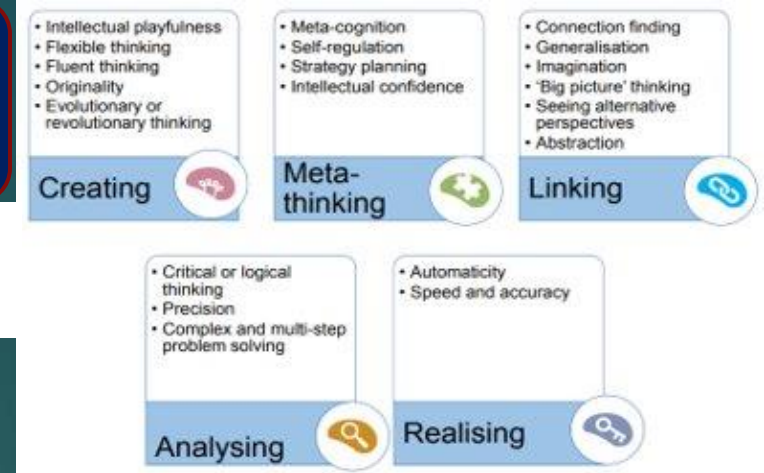 • Intellectual playfulness
• Flexible thinking
• Fluent thinking
• Originality
• Evolutionary or
revolutionary thinking
Creating
• Meta-cognition
• Self-regulation
• Strategy planning
• Intellectual confidence
Meta-
thinking
• Connection finding
• Generalisation
• Imagination
• 'Big picture' thinking
• Seeing alternative
perspectives
• Abstraction
Linking
• Critical or logical
thinking
• Precision
• Complex and multi-step
problem solving
Analysing
• Automaticity
• Speed and accuracy
Realising